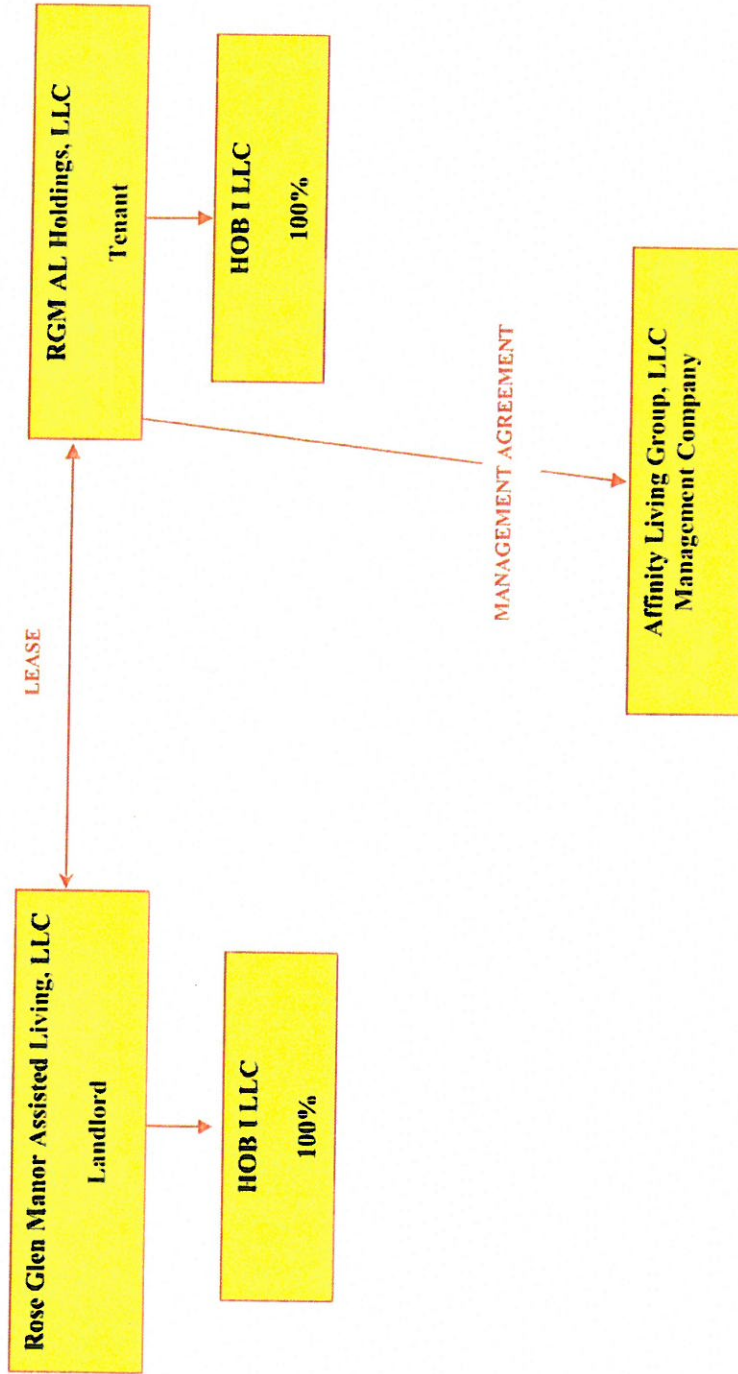 Rose Glen Manor Assisted Living, LLC
Landlord
HOB I LLC
100%
LEASE
RGM AL Holdings, LLC
Tenant
HOB I LLC
100%
MANAGEMENT AGREEMENT
Affinity Living Group, LLC
Management Company